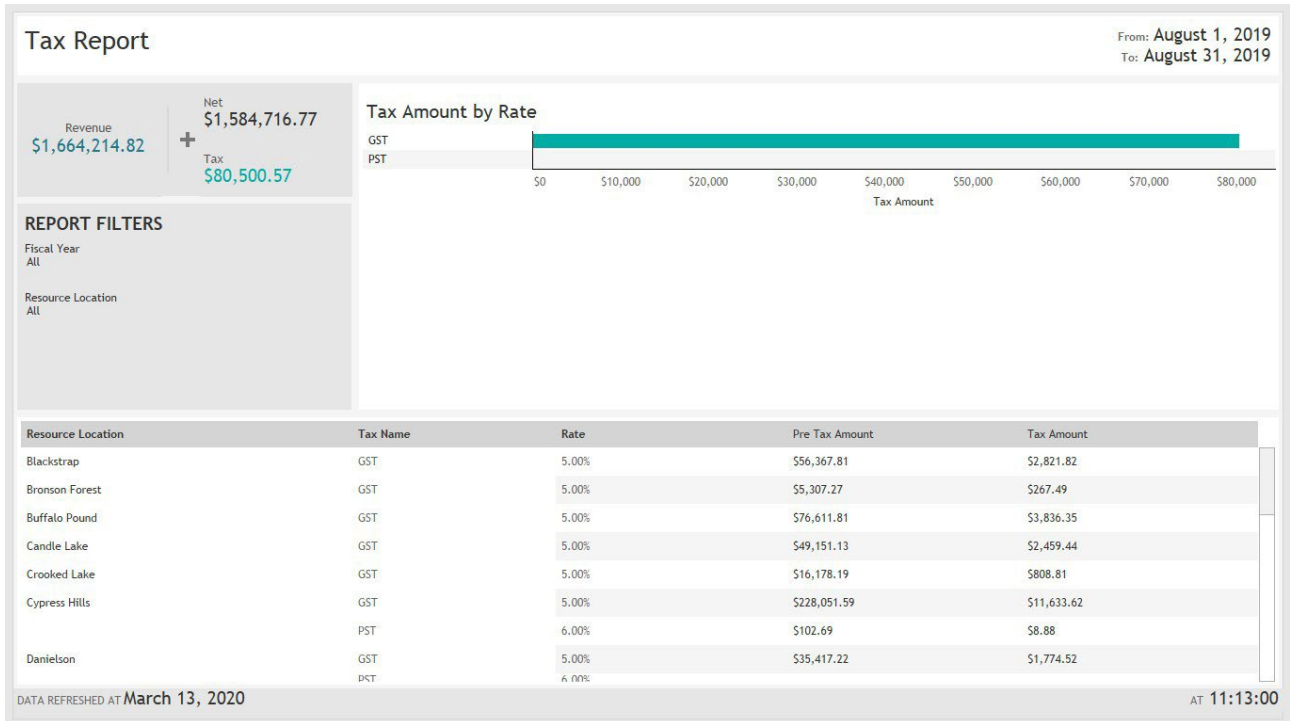 Tax Report
From: August 1, 2019
To: August 31, 2019
Revenue
$1,664,214.82
+
Net
$1,584,716.77
Tax
$80,500.57
Tax Amount by Rate
GST
PST
$0 $10,000 $20,000 $30,000 $40,000 $50,000 $60,000 $70,000 $80,000
Tax Amount
REPORT FILTERS
Fiscal Year
All
Resource Location
All
Resource Location Tax Name Rate Pre Tax Amount Tax Amount
Blackstrap GST 5.00% $56,367.81 $2,821.82
Bronson Forest GST 5.00% $5,307.27 $267.49
Buffalo Pound GST 5.00% $76,611.81 $3,836.35
Candle Lake GST 5.00% $49,151.13 $2,459.44
Crooked Lake GST 5.00% $16,178.19 $808.81
Cypress Hills GST 5.00% $228,051.59 $11,633.62
PST 6.00% $102.69 $8.88
Danielson GST 5.00% $35,417.22 $1,774.52
PST 6.00%
DATA REFRESHED AT March 13, 2020
AT 11:13:00